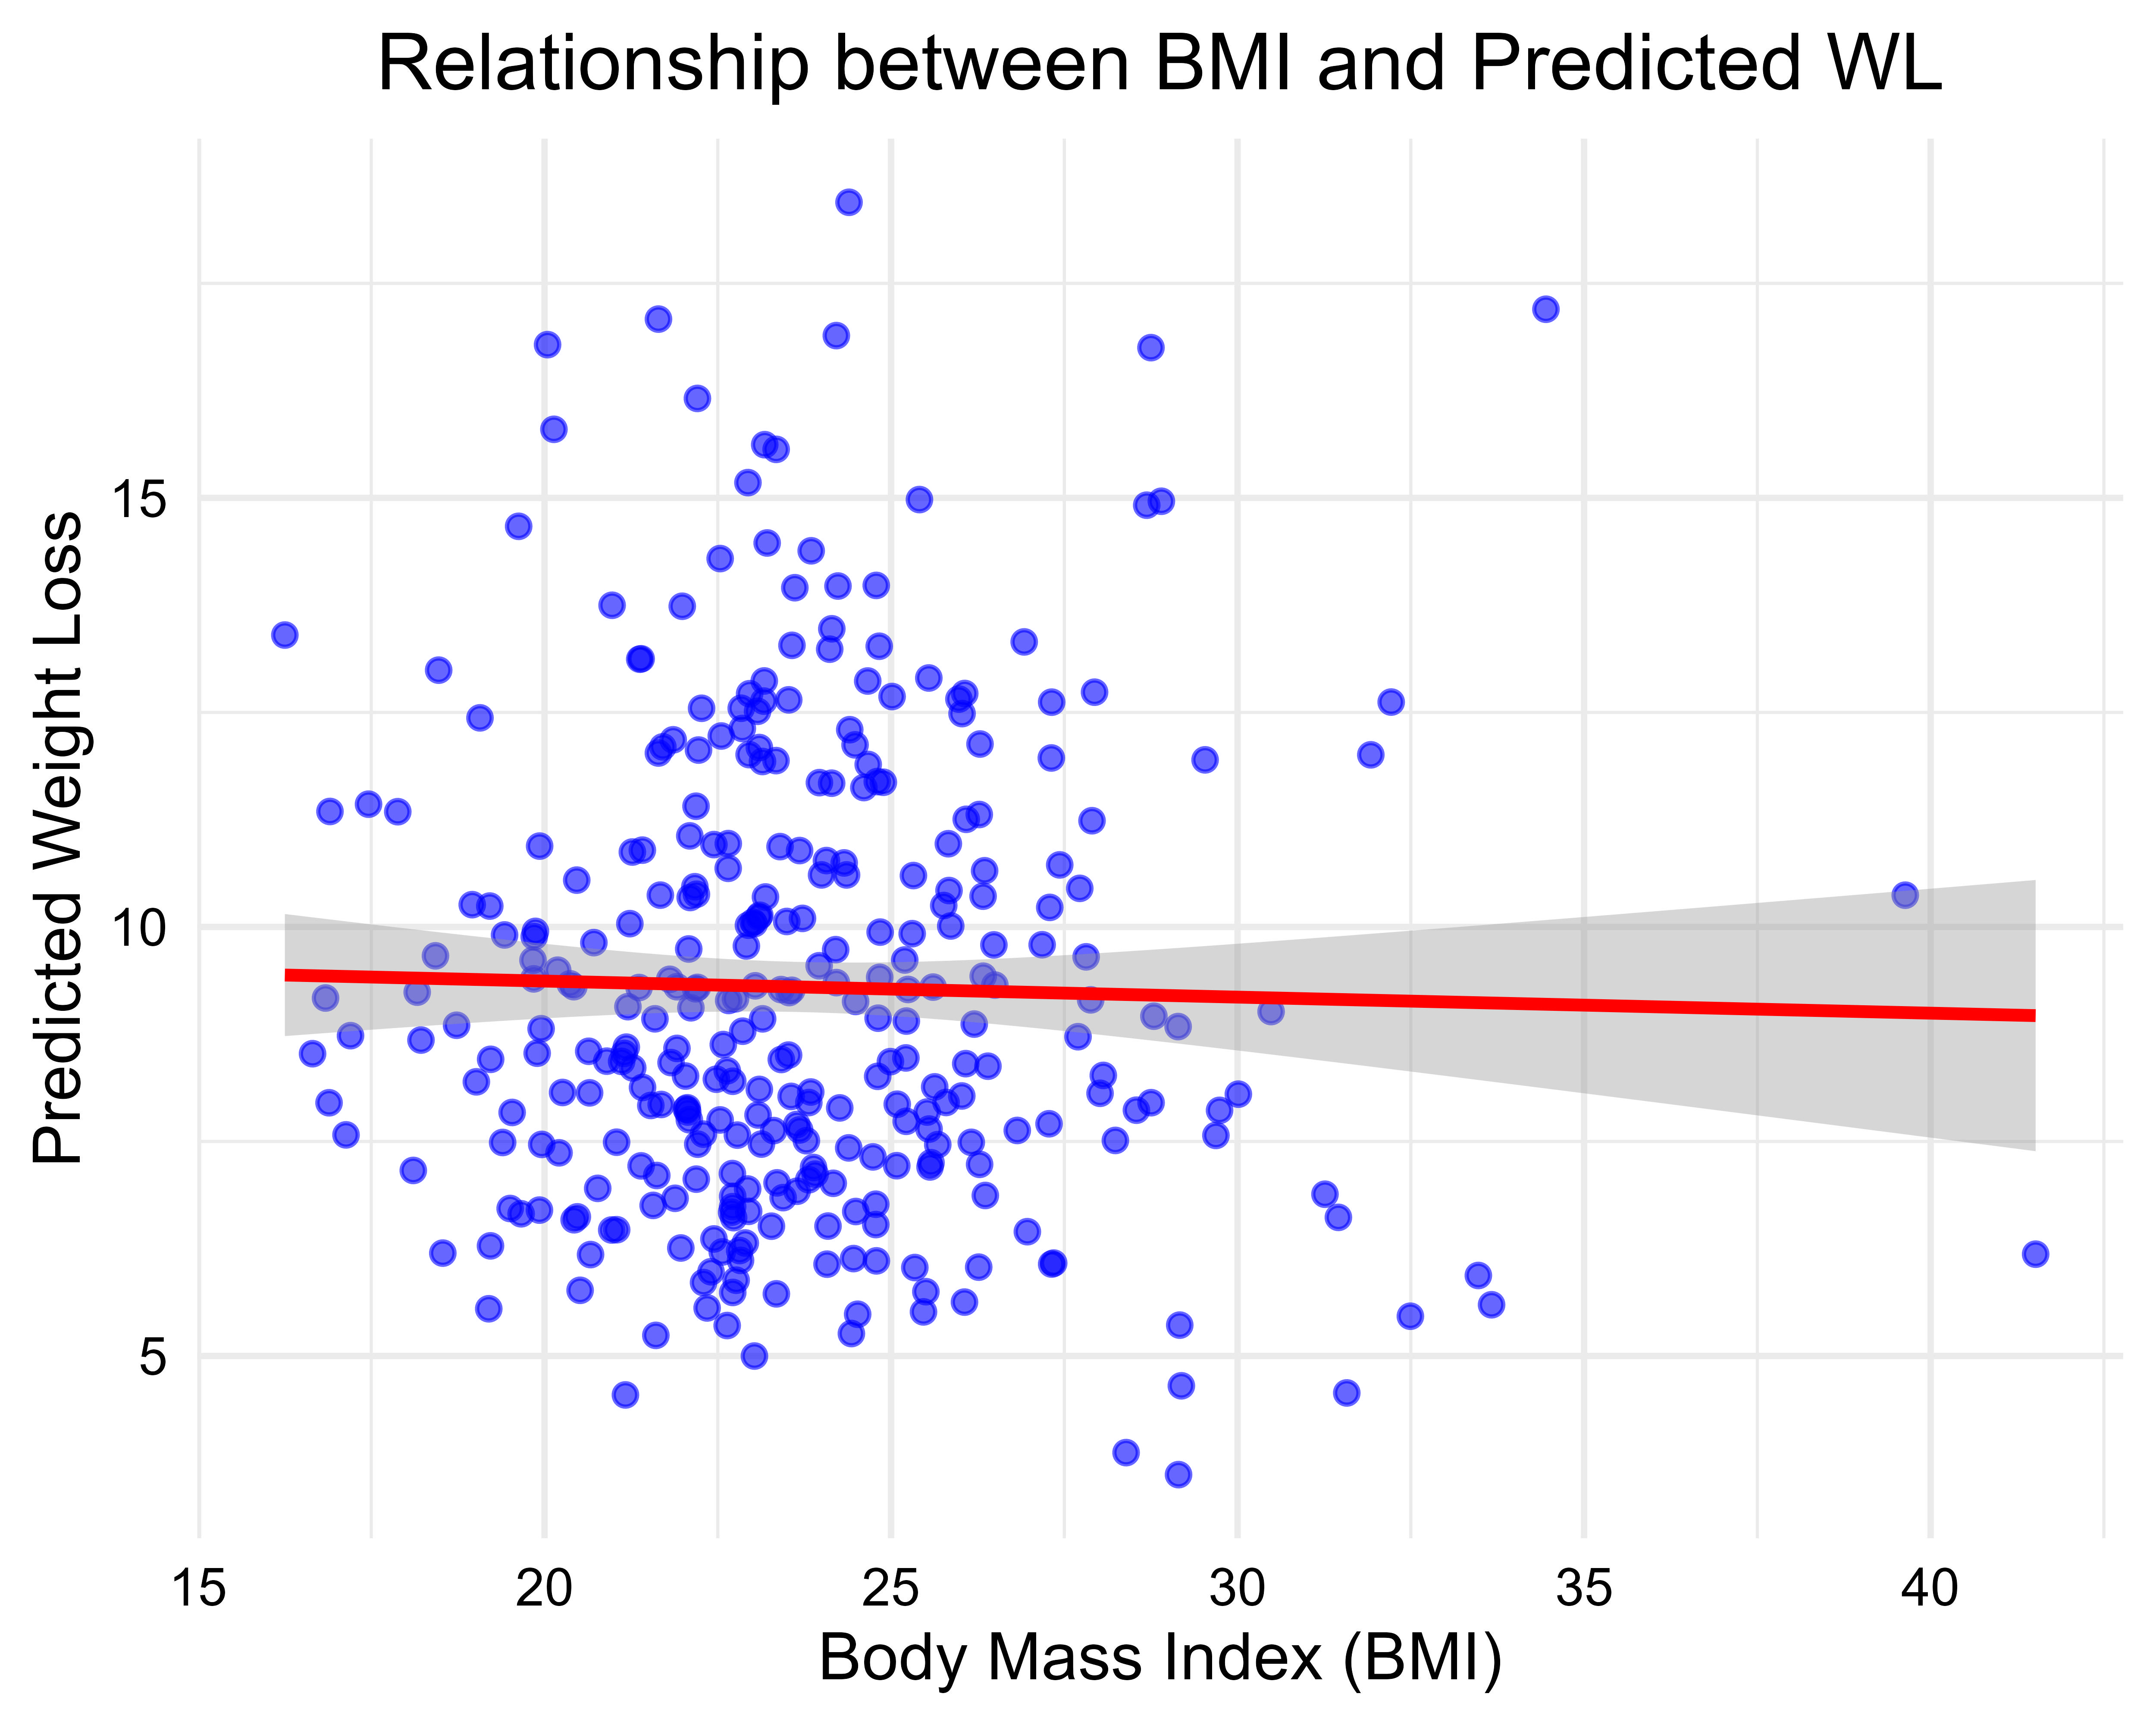 Relationship between BMI and Predicted WL
Predicted Weight Loss
15
10
5
15 20 25 30 35 40
Body Mass Index (BMI)